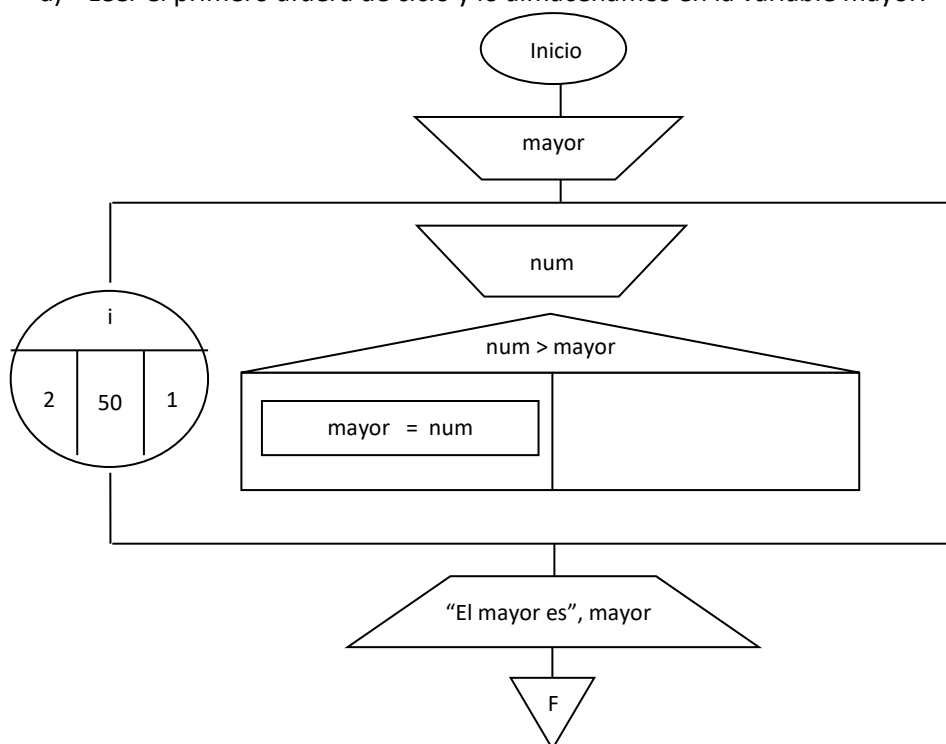 a) Leer el primero afuera de ciclo y lo almacenamos en la variable mayor.
Inicio
mayor
num
i
num > mayor
2 50 1
mayor = num
“El mayor es”, mayor
F